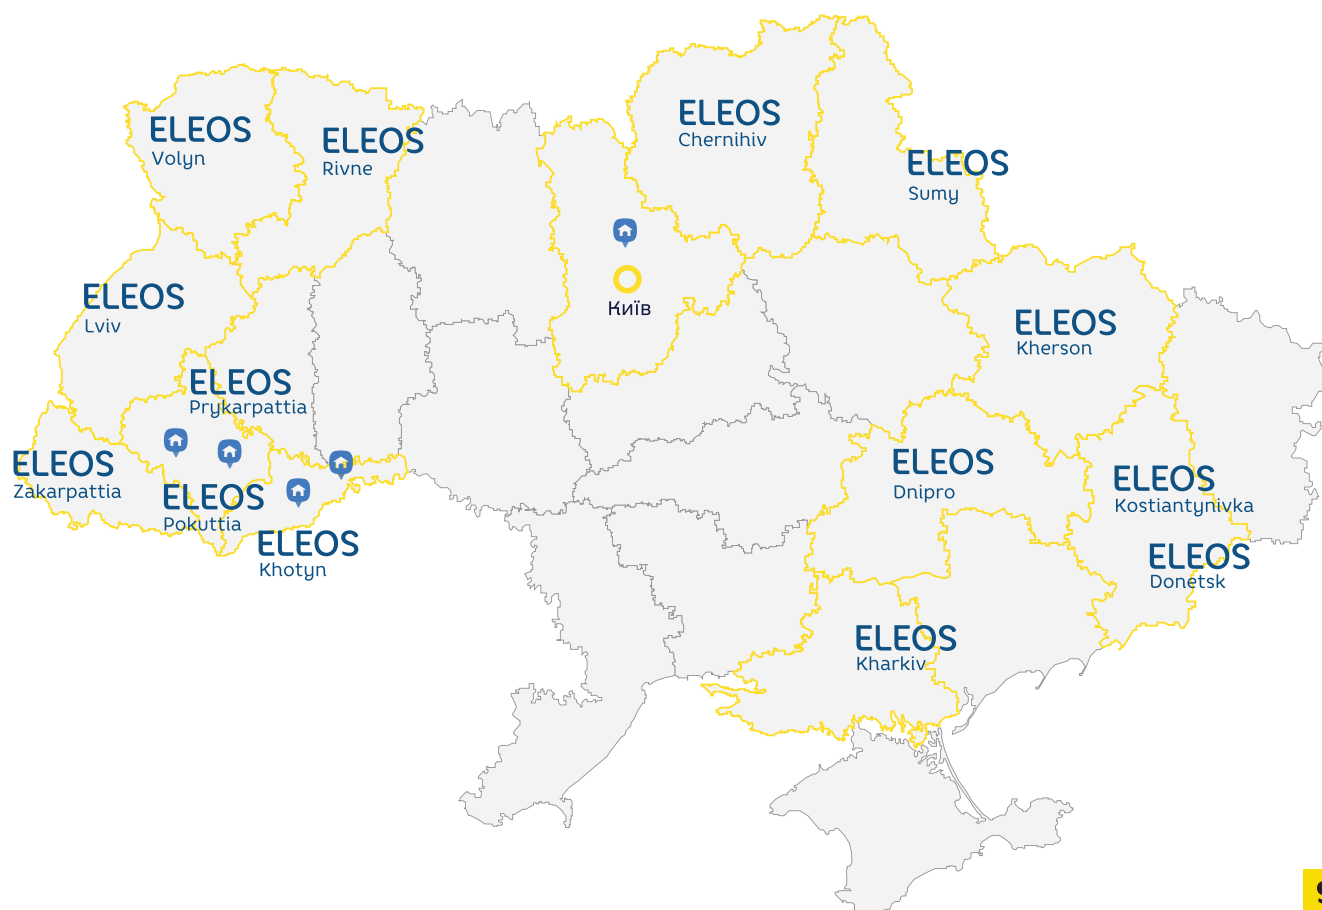 ELEOS
Chernihiv
ELEOS
Volyn
ELEOS
Rivne
ELEOS
Sumy
ELEOS
Lviv
Київ
ELEOS
Kherson
ELEOS
Prykarpattia
ELEOS
Zakarpattia
ELEOS
Pokuttia
ELEOS
Khotyn
ELEOS
Dnipro
ELEOS
Kostiantynivka
ELEOS
Donetsk
ELEOS
Kharkiv